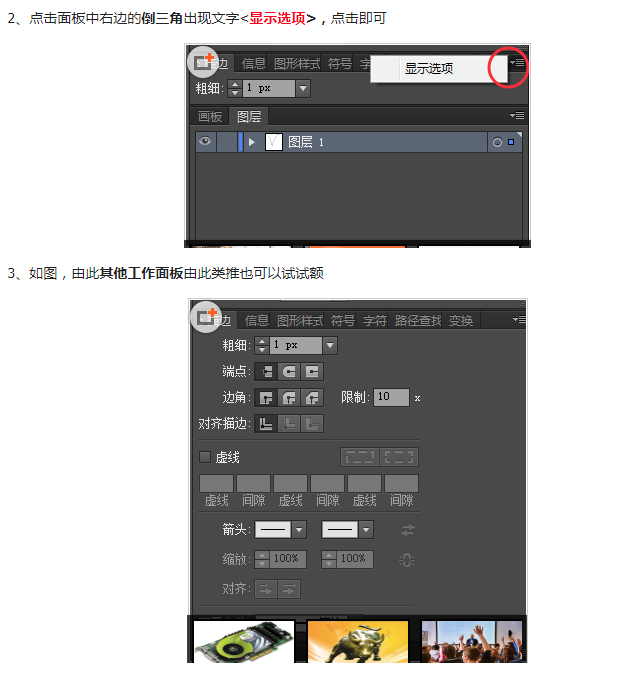 2、点击面板中右边的倒三角出现文字<显示选项>，点击即可
边 信息 图形样式 符号 字
显示选项
粗细: 1 px
画板 图层
图层 1
3、如图，由此其他工作面板由此类推也可以试试额
边 信息 图形样式 符号 字符 路径查找 变换
粗细: 1 px
端点:
边角: 限制: 10 x
对齐描边:
虚线
虚线 间隙 虚线 间隙 虚线 间隙
箭头:
缩放: 100% 100%
对齐: